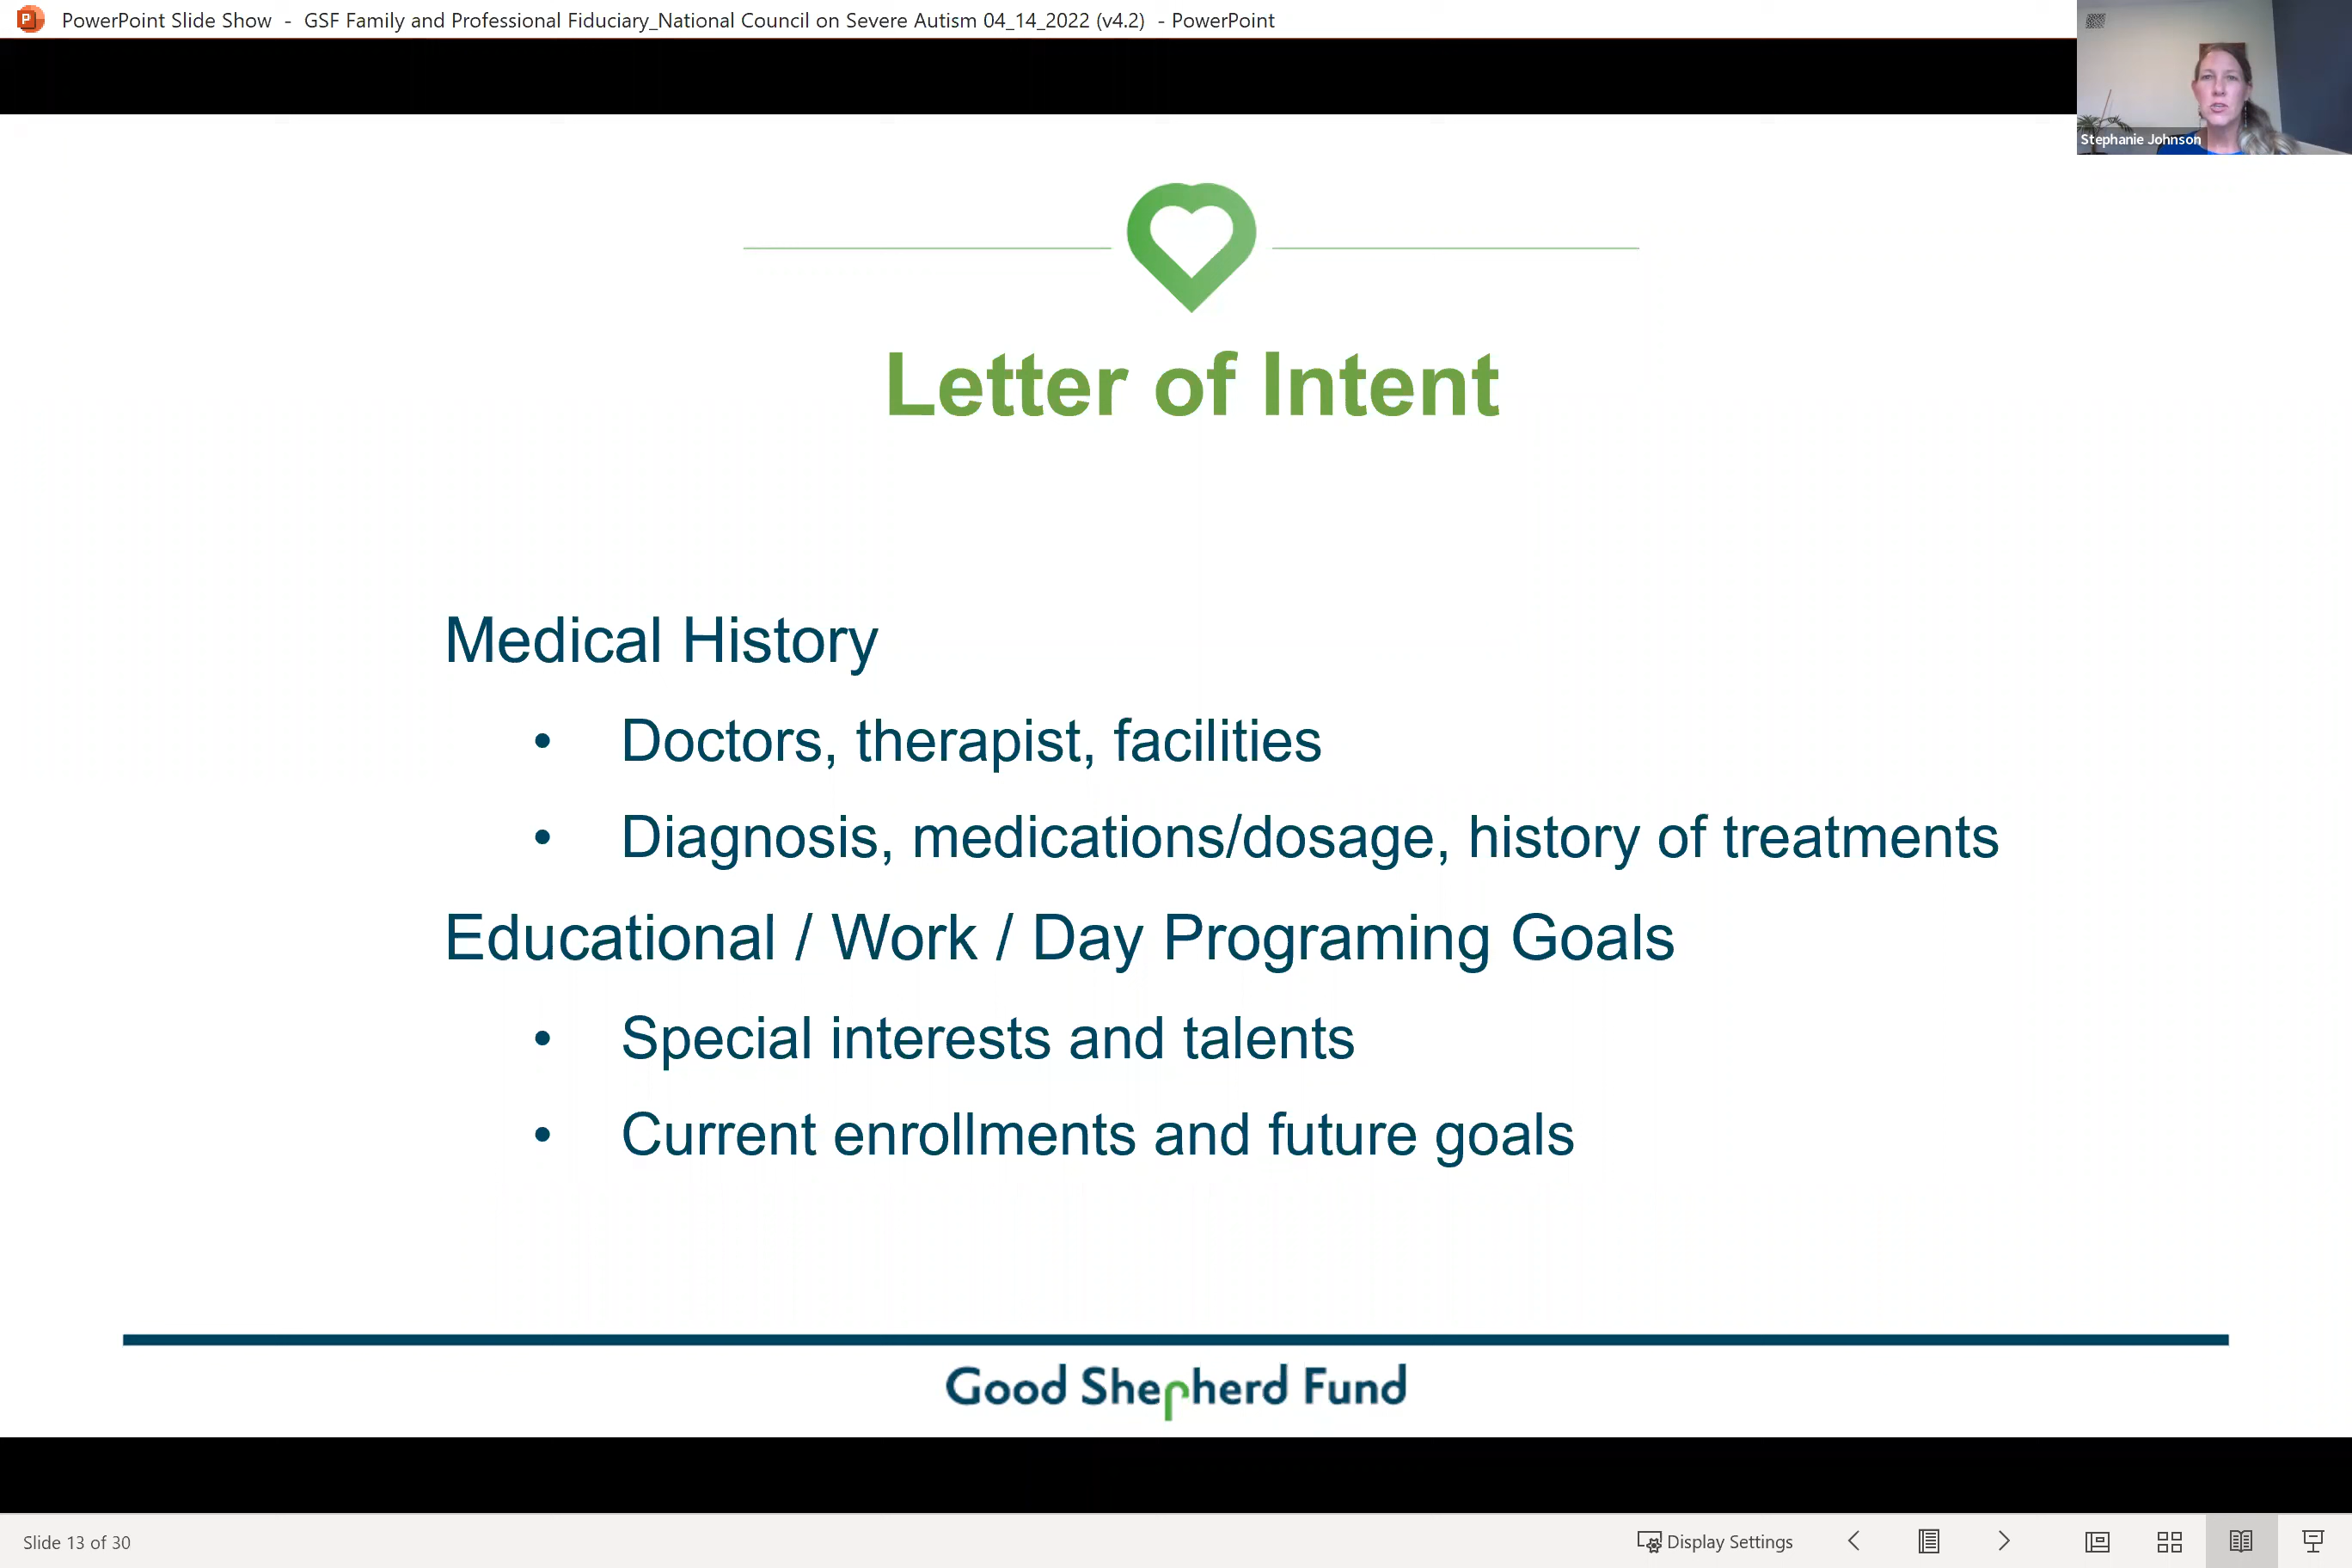 PowerPoint Slide Show - GSF Family and Professional Fiduciary_National Council on Severe Autism 04_14_2022 (v4.2) - PowerPoint
Stephanie Johnson
Letter of Intent
Medical History
• Doctors, therapist, facilities
• Diagnosis, medications/dosage, history of treatments
Educational / Work / Day Programing Goals
• Special interests and talents
• Current enrollments and future goals
Good Shepherd Fund
Slide 13 of 30
Display Settings